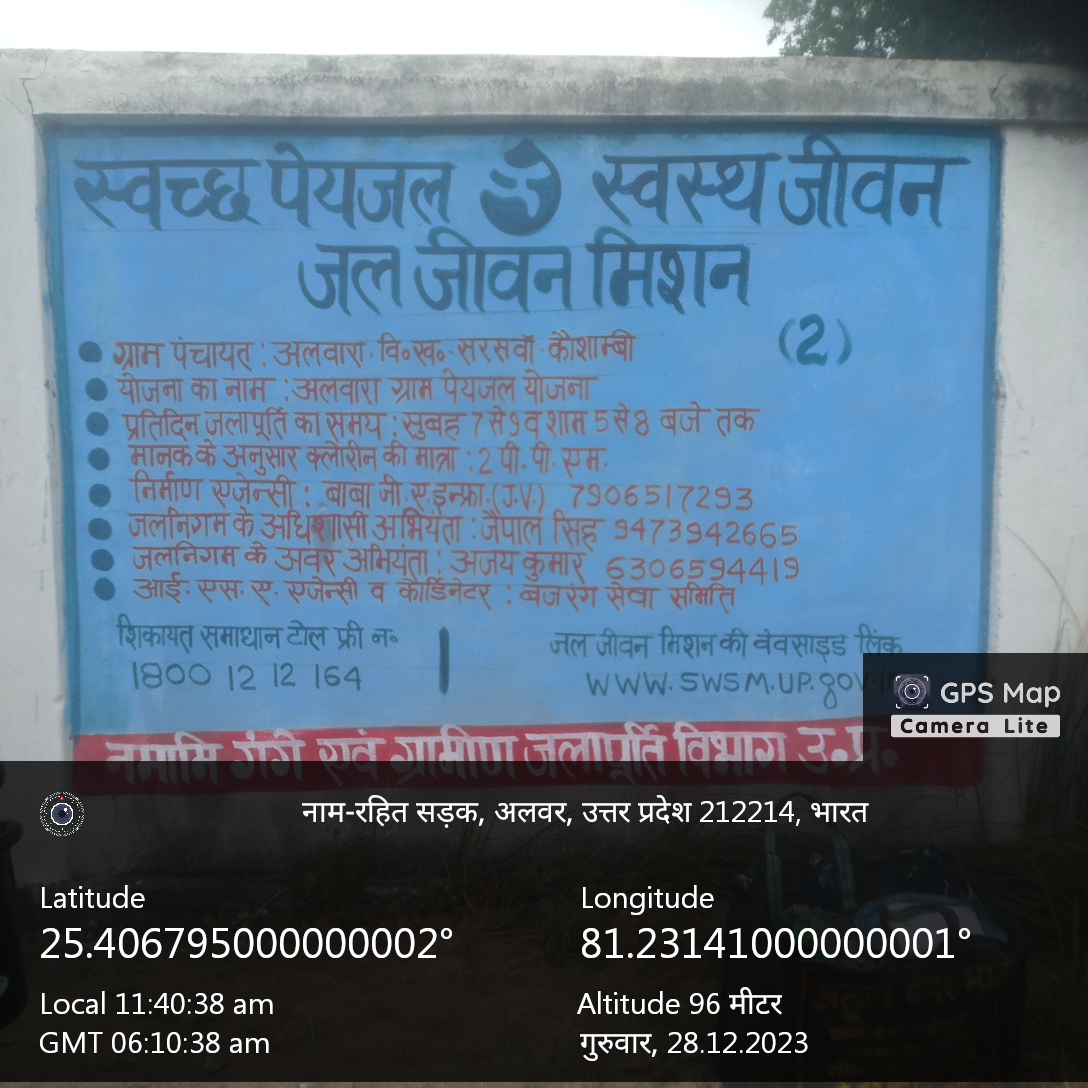 स्वच्छ पेयजल स्वस्थ जीवन
जल जीवन मिशन
(2)
ग्राम पंचायत : अलवारा वि०ख० सरसवॉ कौशाम्बी
योजना का नाम : अलवारा ग्राम पेयजल योजना
प्रतिदिन जलापूर्ति का समय : सुबह 7 से 9 व शाम 5 से 8 बजे तक
मानक के अनुसार क्लोरीन की मात्रा : 2 पी. पी. एम.
निर्माण एजेन्सी : बाबा जी ए इन्फ्रा.(J.V.) 7906517293
जलनिगम के अधिशासी अभियंता : जैपाल सिंह 9473942665
जलनिगम के अवर अभियंता : अजय कुमार 6306594419
आई. एस. ए. एजेन्सी व कोर्डिनेटर : बजरंग सेवा समिति
शिकायत समाधान टोल फ्री न०
1800 12 12 164
जल जीवन मिशन की वेवसाइड लिंक
WWW.SWSM.UP.gov
नमामि गंगे एवं ग्रामीण जलापूर्ति विभाग उ.प्र.
GPS Map
Camera Lite
नाम-रहित सड़क, अलवर, उत्तर प्रदेश 212214, भारत
Latitude
25.406795000000002°
Longitude
81.23141000000001°
Local 11:40:38 am
GMT 06:10:38 am
Altitude 96 मीटर
गुरुवार, 28.12.2023